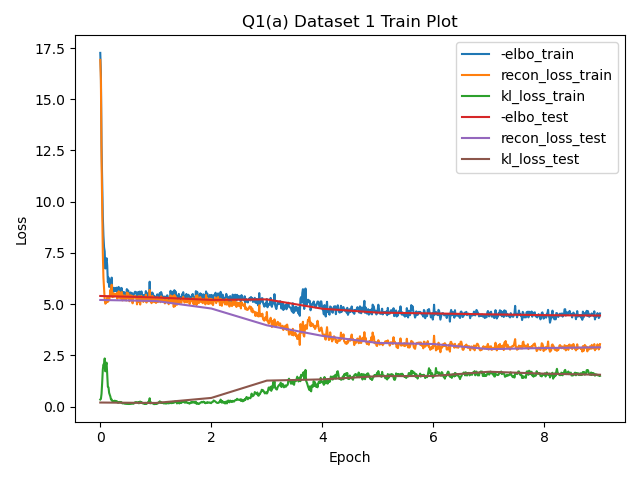 Q1(a) Dataset 1 Train Plot
17.5
15.0
12.5
10.0
7.5
5.0
2.5
0.0
Loss
-elbo_train
recon_loss_train
kl_loss_train
-elbo_test
recon_loss_test
kl_loss_test
0 2 4 6 8
Epoch